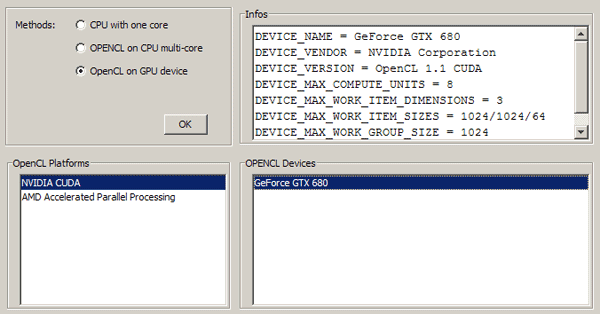 Methods:
CPU with one core
OPENCL on CPU multi-core
OpenCL on GPU device
OK
Infos
DEVICE_NAME = GeForce GTX 680
DEVICE_VENDOR = NVIDIA Corporation
DEVICE_VERSION = OpenCL 1.1 CUDA
DEVICE_MAX_COMPUTE_UNITS = 8
DEVICE_MAX_WORK_ITEM_DIMENSIONS = 3
DEVICE_MAX_WORK_ITEM_SIZES = 1024/1024/64
DEVICE_MAX_WORK_GROUP_SIZE = 1024
OpenCL Platforms
NVIDIA CUDA
AMD Accelerated Parallel Processing
OPENCL Devices
GeForce GTX 680